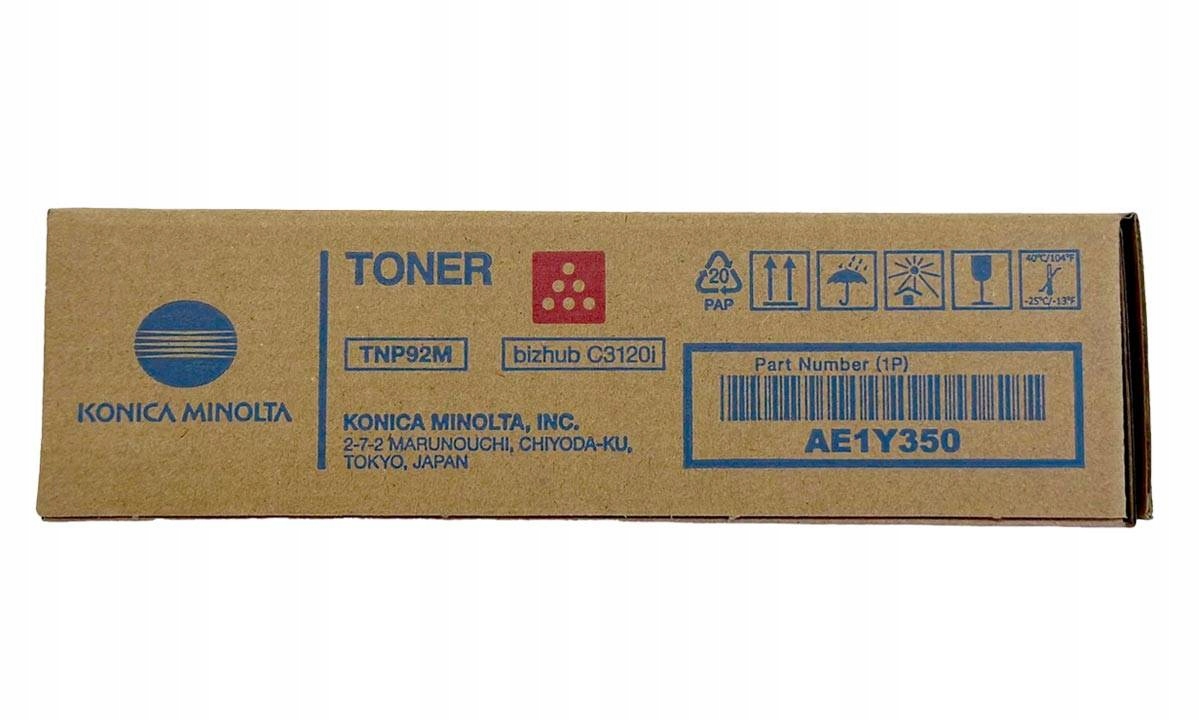 KONICA MINOLTA
TONER
TNP92M
bizhub C3120i
KONICA MINOLTA, INC.
2-7-2 MARUNOUCHI, CHIYODA-KU,
TOKYO, JAPAN
20
PAP
40°C/104°F
-25°C/-13°F
Part Number (1P)
AE1Y350